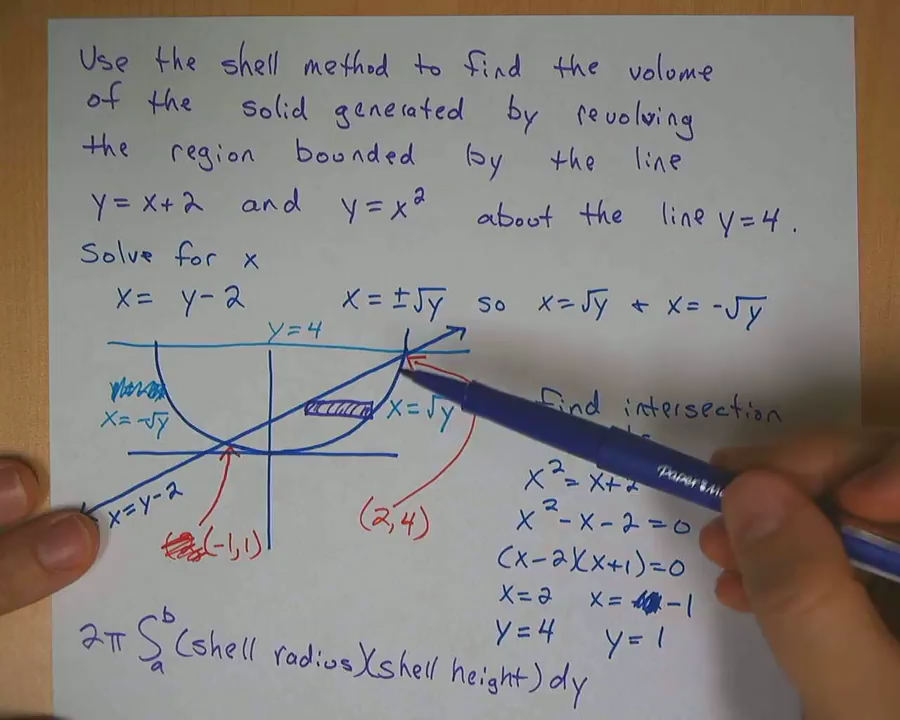 Use the shell method to find the volume
of the solid generated by revolving
the region bounded by the line
y = x+2 and y = x² about the line y=4.
Solve for x
x = y-2 x = ±√y so x=√y + x=-√y
y=4
x=-√y
x=√y
x=y-2
(-1,1)
(2,4)
Find intersection
x² = x+2
x² - x - 2 = 0
(x-2)(x+1)=0
x=2 x= -1
y=4 y=1
2π ∫ₐᵇ (shell radius)(shell height) dy
PaperM